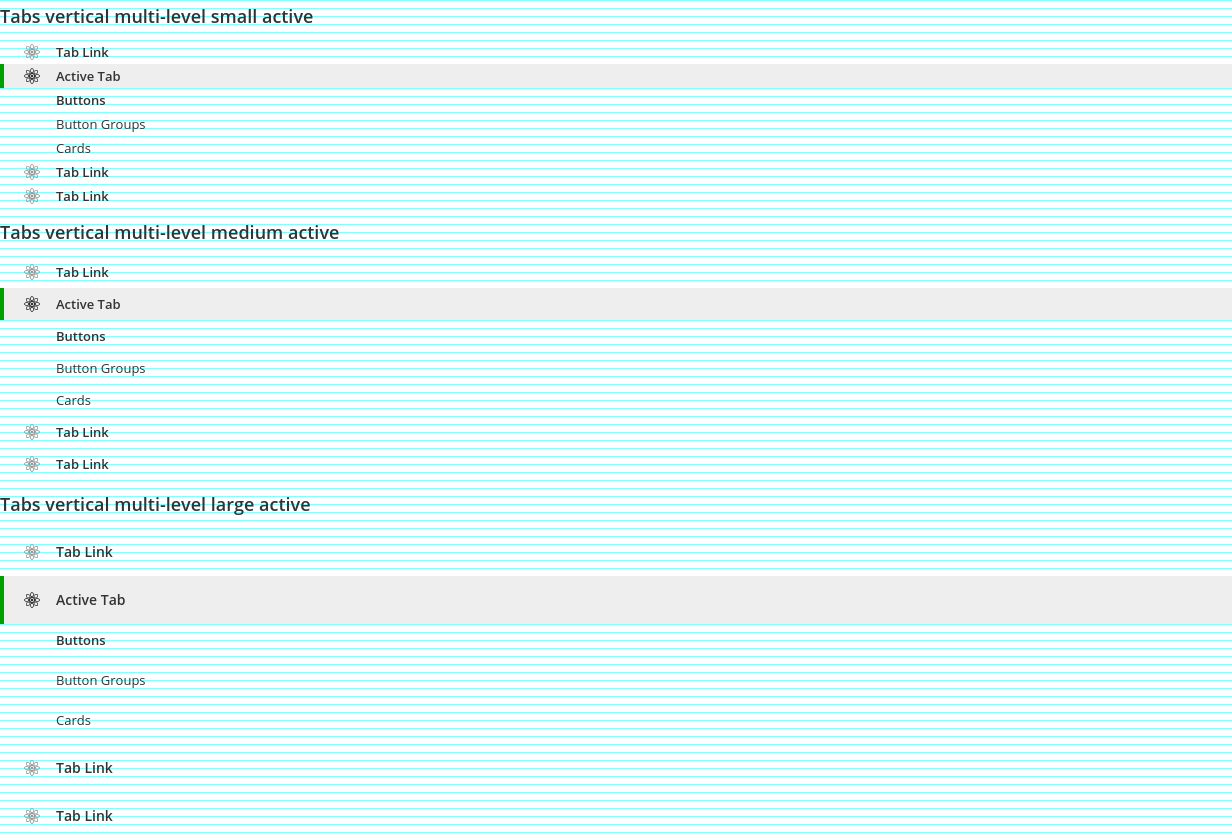 Tabs vertical multi-level small active
Tab Link
Active Tab
Buttons
Button Groups
Cards
Tab Link
Tab Link
Tabs vertical multi-level medium active
Tab Link
Active Tab
Buttons
Button Groups
Cards
Tab Link
Tab Link
Tabs vertical multi-level large active
Tab Link
Active Tab
Buttons
Button Groups
Cards
Tab Link
Tab Link